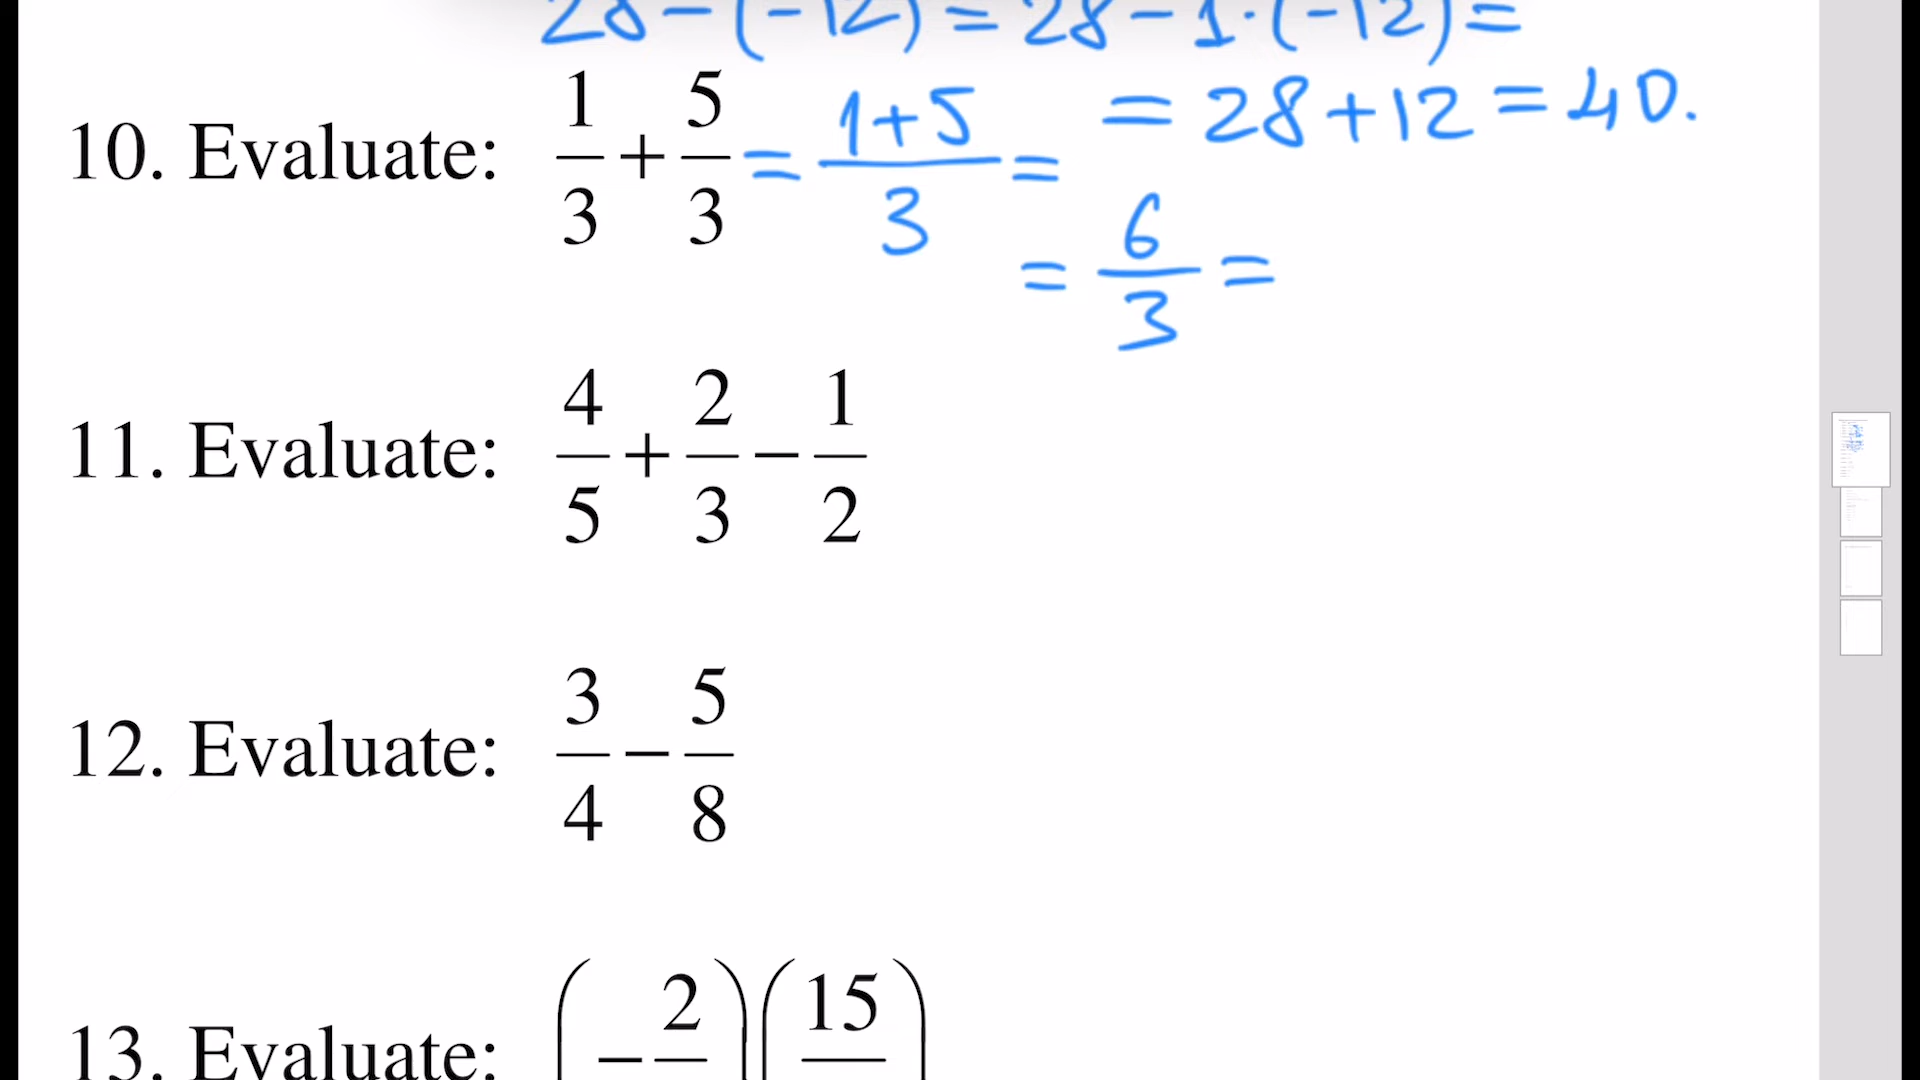 28 - (-12) = 28 - 1 · (-12) =
= 28 + 12 = 40.
10. Evaluate: 1/3 + 5/3 = (1+5)/3 =
= 6/3 =
11. Evaluate: 4/5 + 2/3 - 1/2
12. Evaluate: 3/4 - 5/8
13. Evaluate: (- 2/ ) (15/ )